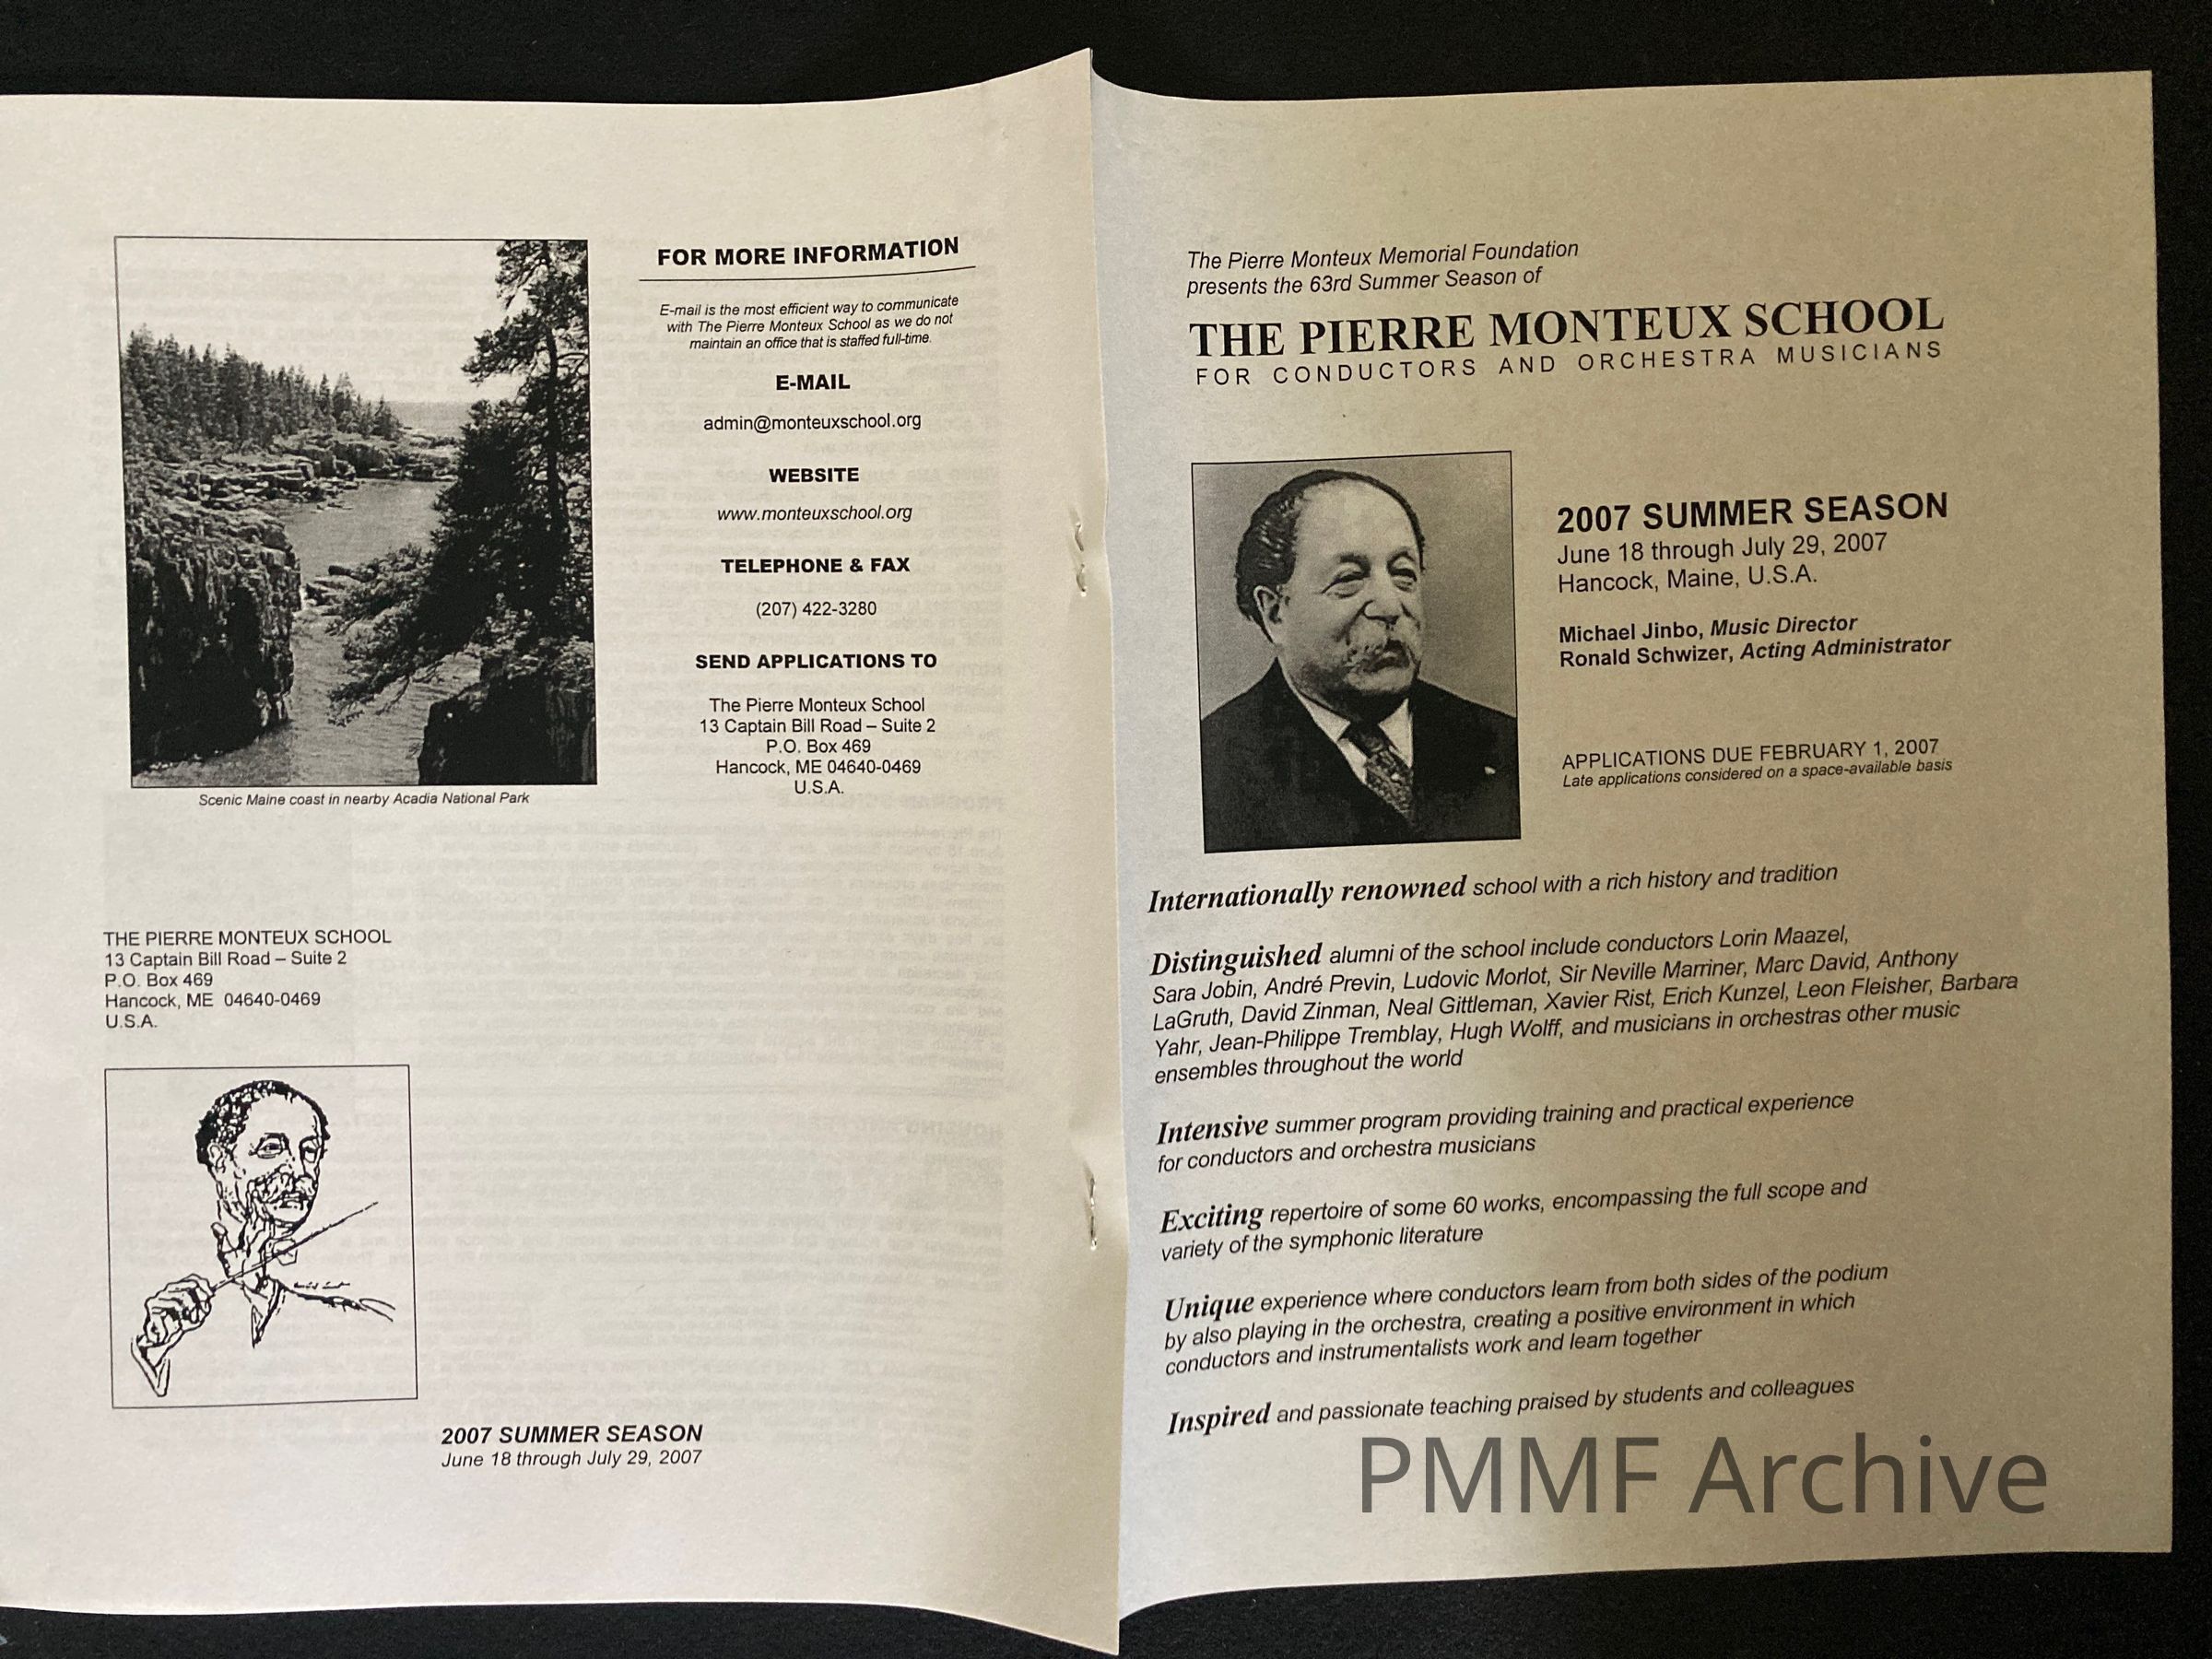 FOR MORE INFORMATION
E-mail is the most efficient way to communicate
with The Pierre Monteux School as we do not
maintain an office that is staffed full-time.
E-MAIL
admin@monteuxschool.org
WEBSITE
www.monteuxschool.org
TELEPHONE & FAX
(207) 422-3280
SEND APPLICATIONS TO
The Pierre Monteux School
13 Captain Bill Road – Suite 2
P.O. Box 469
Hancock, ME 04640-0469
U.S.A.
Scenic Maine coast in nearby Acadia National Park
THE PIERRE MONTEUX SCHOOL
13 Captain Bill Road – Suite 2
P.O. Box 469
Hancock, ME 04640-0469
U.S.A.
2007 SUMMER SEASON
June 18 through July 29, 2007
The Pierre Monteux Memorial Foundation
presents the 63rd Summer Season of
THE PIERRE MONTEUX SCHOOL
FOR CONDUCTORS AND ORCHESTRA MUSICIANS
2007 SUMMER SEASON
June 18 through July 29, 2007
Hancock, Maine, U.S.A.
Michael Jinbo, Music Director
Ronald Schwizer, Acting Administrator
APPLICATIONS DUE FEBRUARY 1, 2007
Late applications considered on a space-available basis
Internationally renowned school with a rich history and tradition
Distinguished alumni of the school include conductors Lorin Maazel,
Sara Jobin, André Previn, Ludovic Morlot, Sir Neville Marriner, Marc David, Anthony
LaGruth, David Zinman, Neal Gittleman, Xavier Rist, Erich Kunzel, Leon Fleisher, Barbara
Yahr, Jean-Philippe Tremblay, Hugh Wolff, and musicians in orchestras other music
ensembles throughout the world
Intensive summer program providing training and practical experience
for conductors and orchestra musicians
Exciting repertoire of some 60 works, encompassing the full scope and
variety of the symphonic literature
Unique experience where conductors learn from both sides of the podium
by also playing in the orchestra, creating a positive environment in which
conductors and instrumentalists work and learn together
Inspired and passionate teaching praised by students and colleagues
PMMF Archive